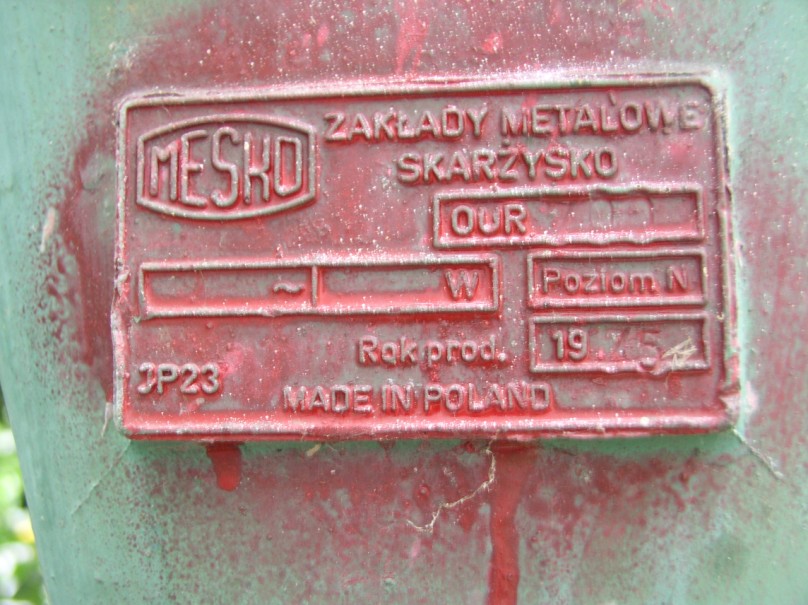 MESKO
ZAKŁADY METALOWE
SKARŻYSKO
OUR
~ W
Poziom N
Rok prod. 19
JP23
MADE IN POLAND